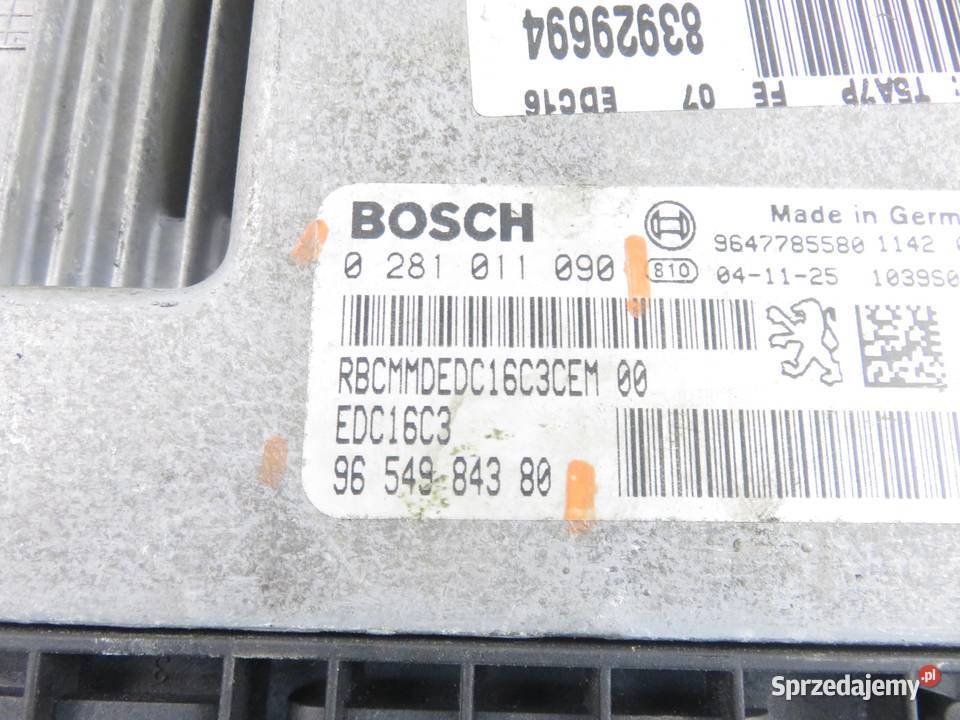 83929694
: T5A7P FE 07 EDC16
BOSCH
Made in Germ
0 281 011 090
9647785580 1142
810 04-11-25 1039S0
RBCMMDEDC16C3CEM 00
EDC16C3
96 549 843 80
Sprzedajemy.pl